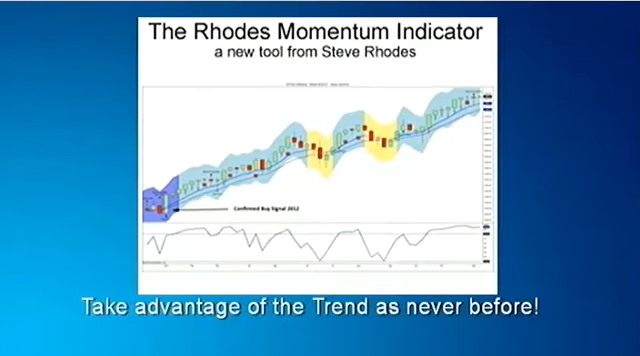 The Rhodes Momentum Indicator
a new tool from Steve Rhodes
Confirmed Buy Signal 2012
Take advantage of the Trend as never before!